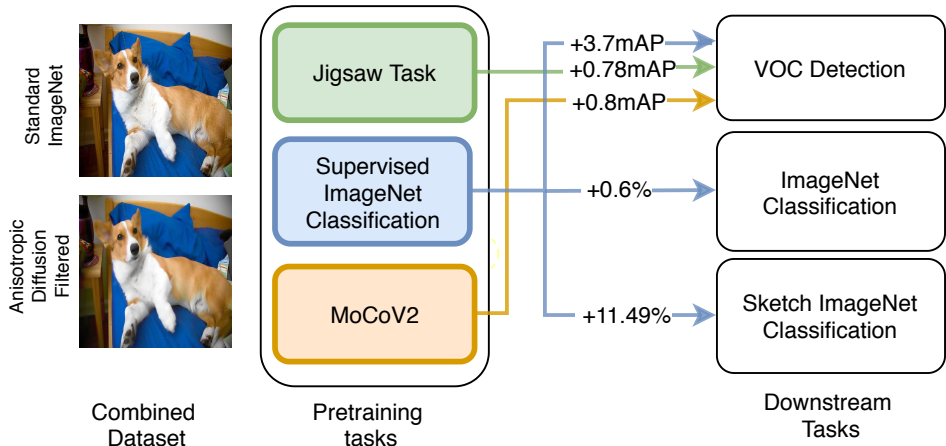 Standard
ImageNet
Anisotropic
Diffusion
Filtered
Combined
Dataset
Jigsaw Task
Supervised
ImageNet
Classification
MoCoV2
Pretraining
tasks
+3.7mAP
+0.78mAP
+0.8mAP
+0.6%
+11.49%
VOC Detection
ImageNet
Classification
Sketch ImageNet
Classification
Downstream
Tasks